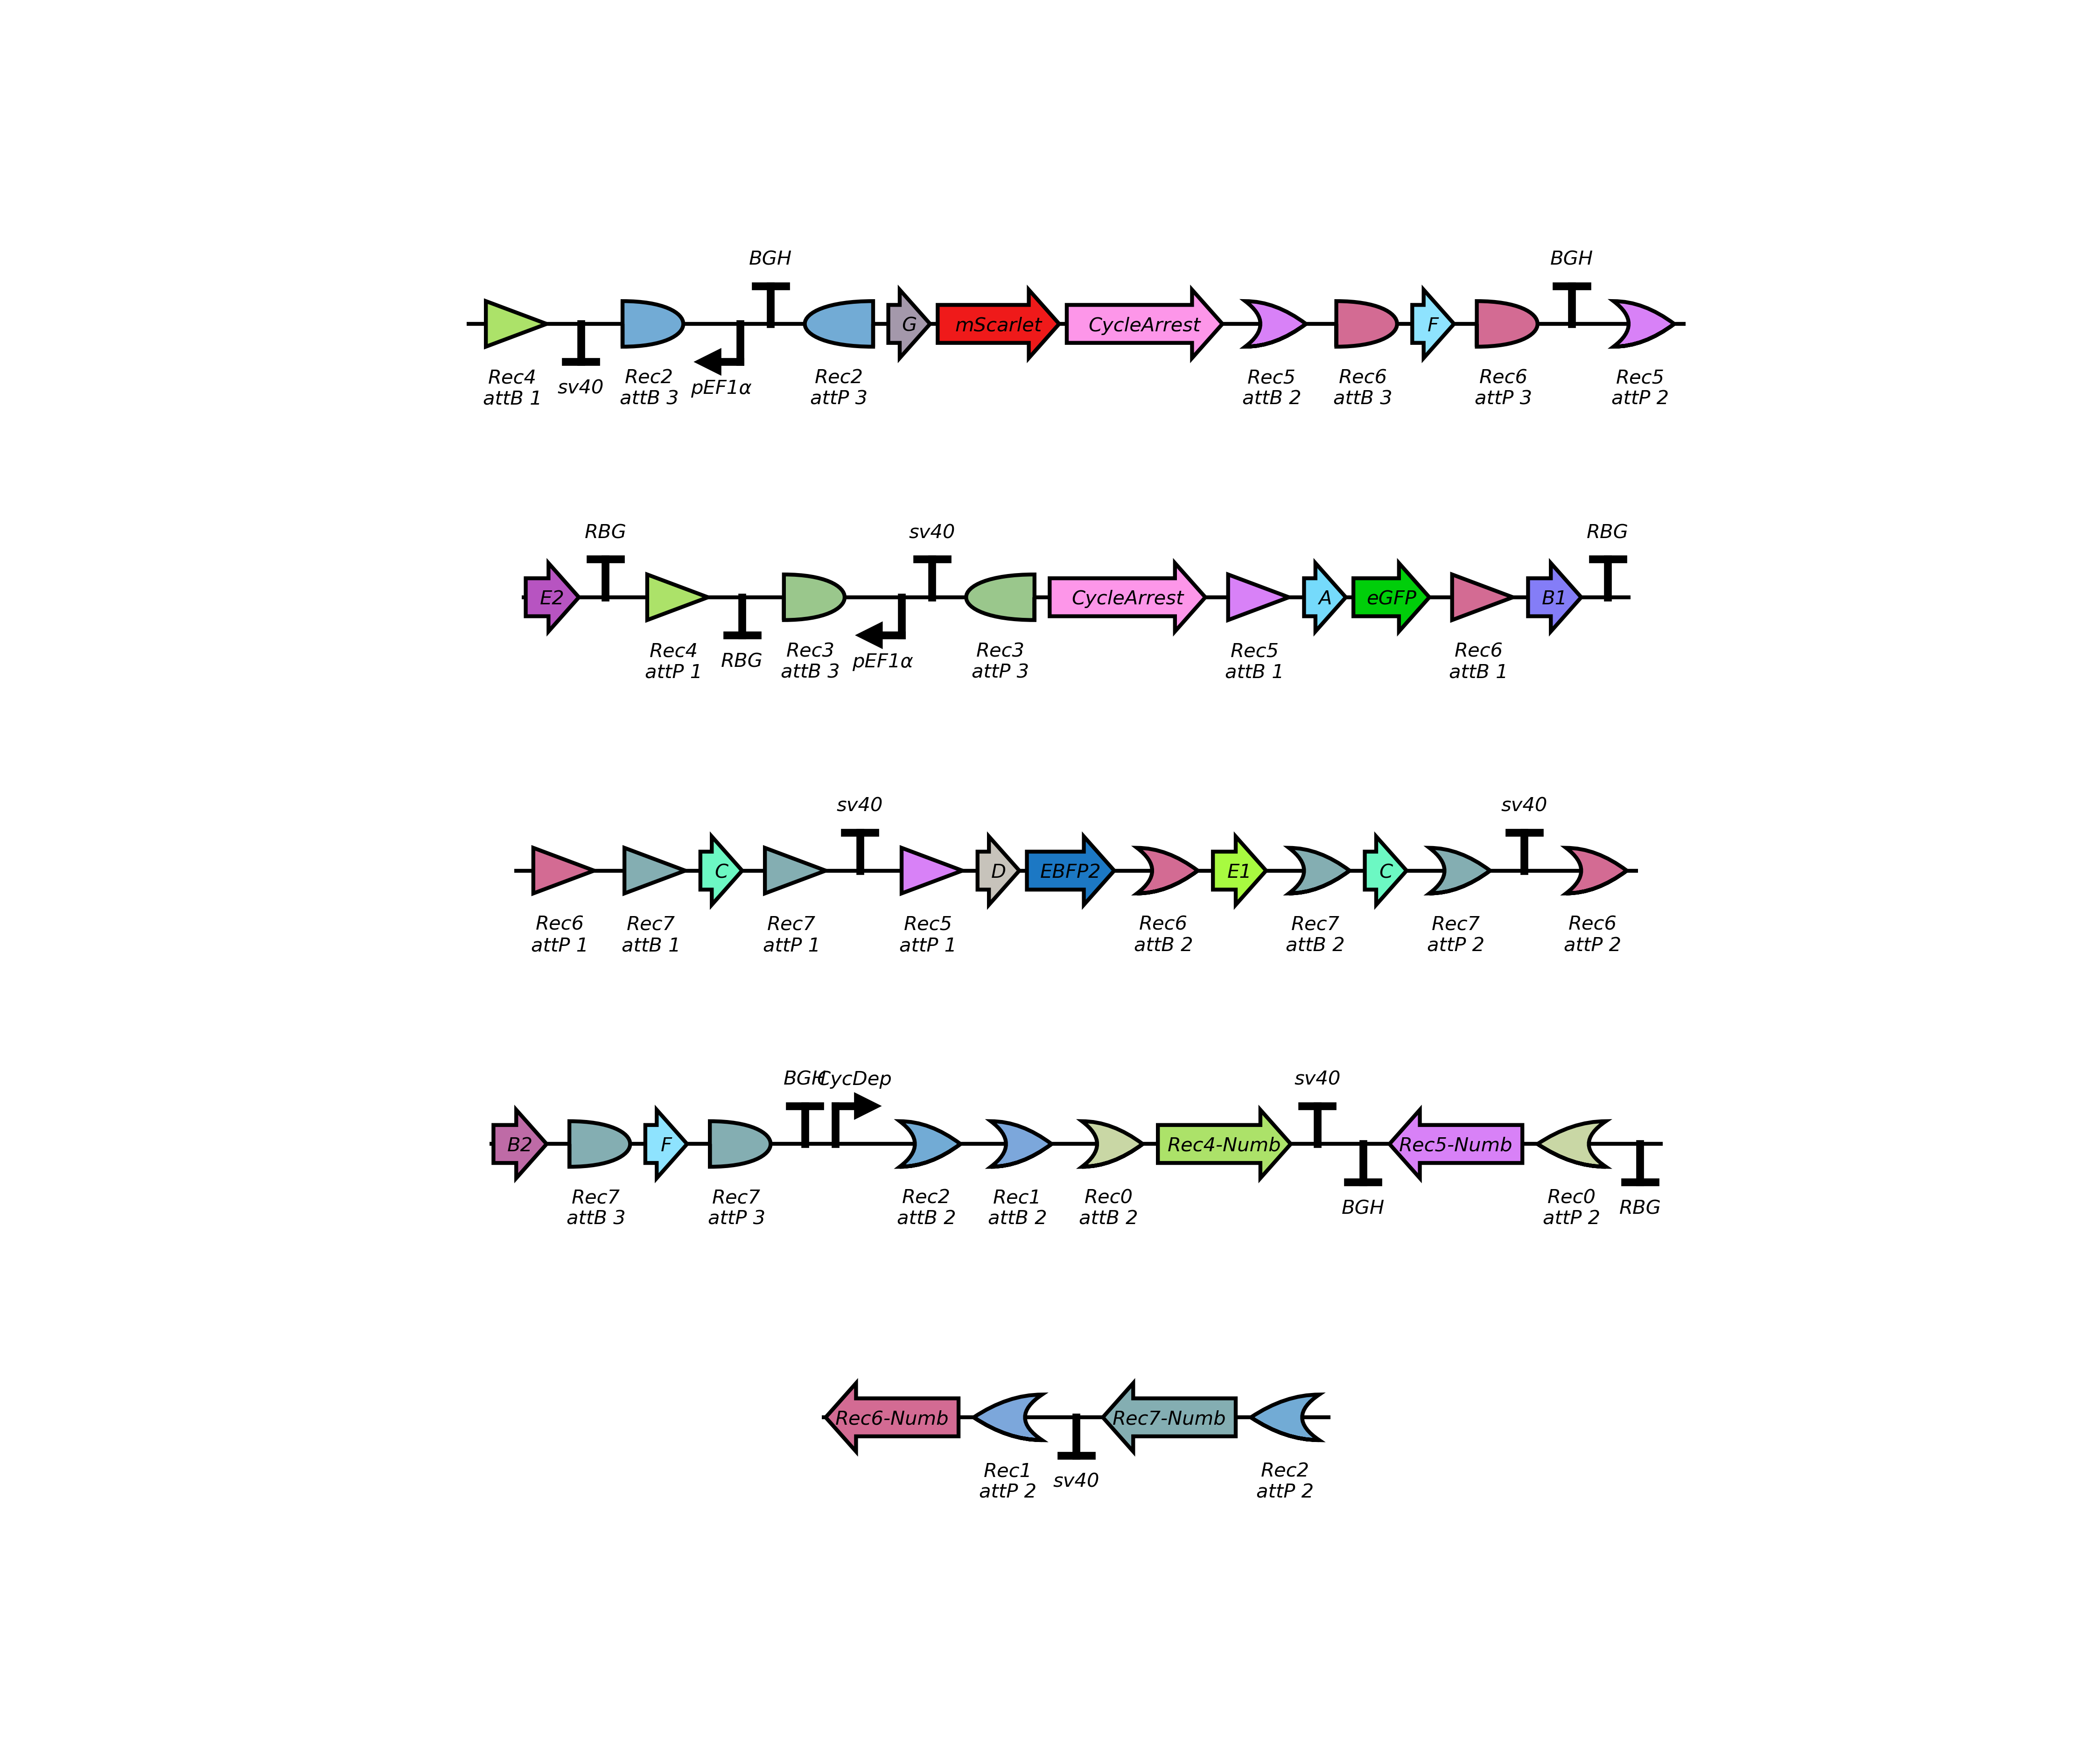 BGH
BGH
G
mScarlet
CycleArrest
F
Rec4
attB 1
sv40
Rec2
attB 3
pEF1α
Rec2
attP 3
Rec5
attB 2
Rec6
attB 3
Rec6
attP 3
Rec5
attP 2
RBG
sv40
RBG
E2
CycleArrest
A
eGFP
B1
Rec4
attP 1
RBG
Rec3
attB 3
pEF1α
Rec3
attP 3
Rec5
attB 1
Rec6
attB 1
sv40
sv40
C
D
EBFP2
E1
C
Rec6
attP 1
Rec7
attB 1
Rec7
attP 1
Rec5
attP 1
Rec6
attB 2
Rec7
attB 2
Rec7
attP 2
Rec6
attP 2
BGH
CycDep
sv40
B2
F
Rec4-Numb
Rec5-Numb
Rec7
attB 3
Rec7
attP 3
Rec2
attB 2
Rec1
attB 2
Rec0
attB 2
BGH
Rec0
attP 2
RBG
Rec6-Numb
Rec7-Numb
Rec1
attP 2
sv40
Rec2
attP 2